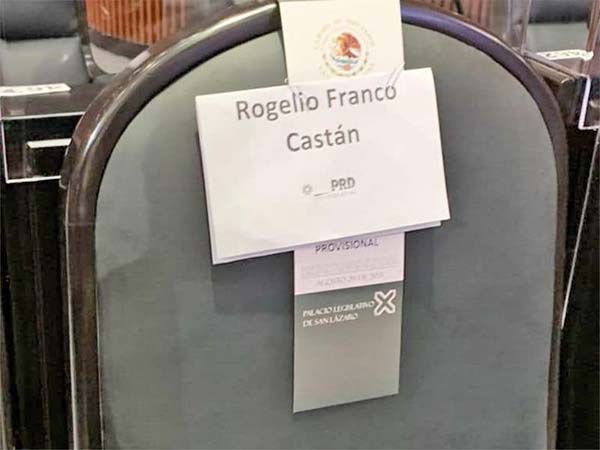 Rogelio Franco
Castán
PRD
PROVISIONAL
PALACIO LEGISLATIVO
DE SAN LÁZARO